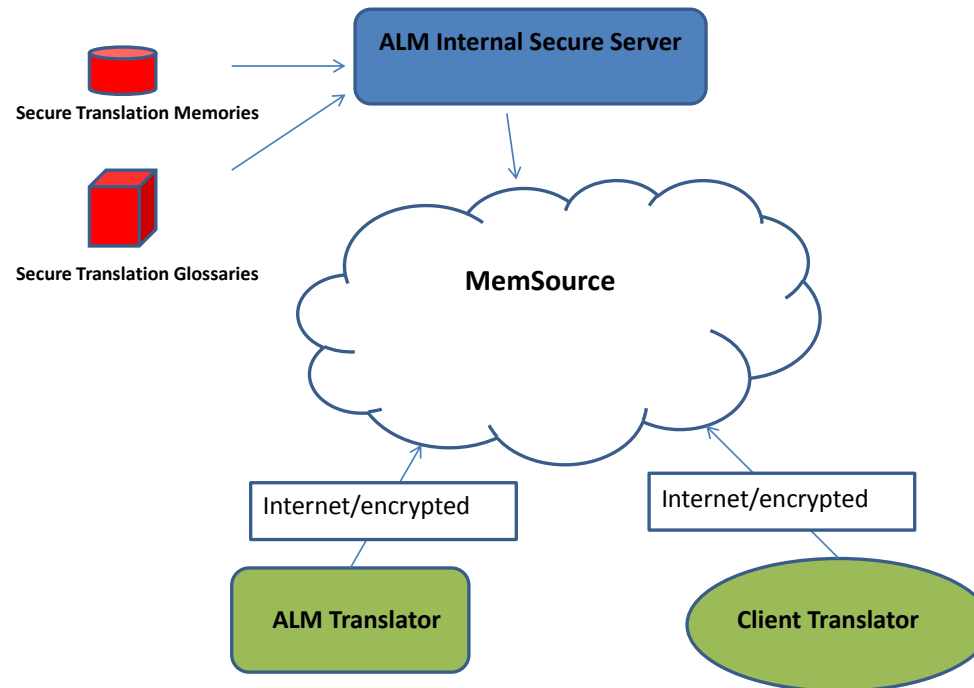 ALM Internal Secure Server
Secure Translation Memories
Secure Translation Glossaries
MemSource
Internet/encrypted
Internet/encrypted
ALM Translator
Client Translator